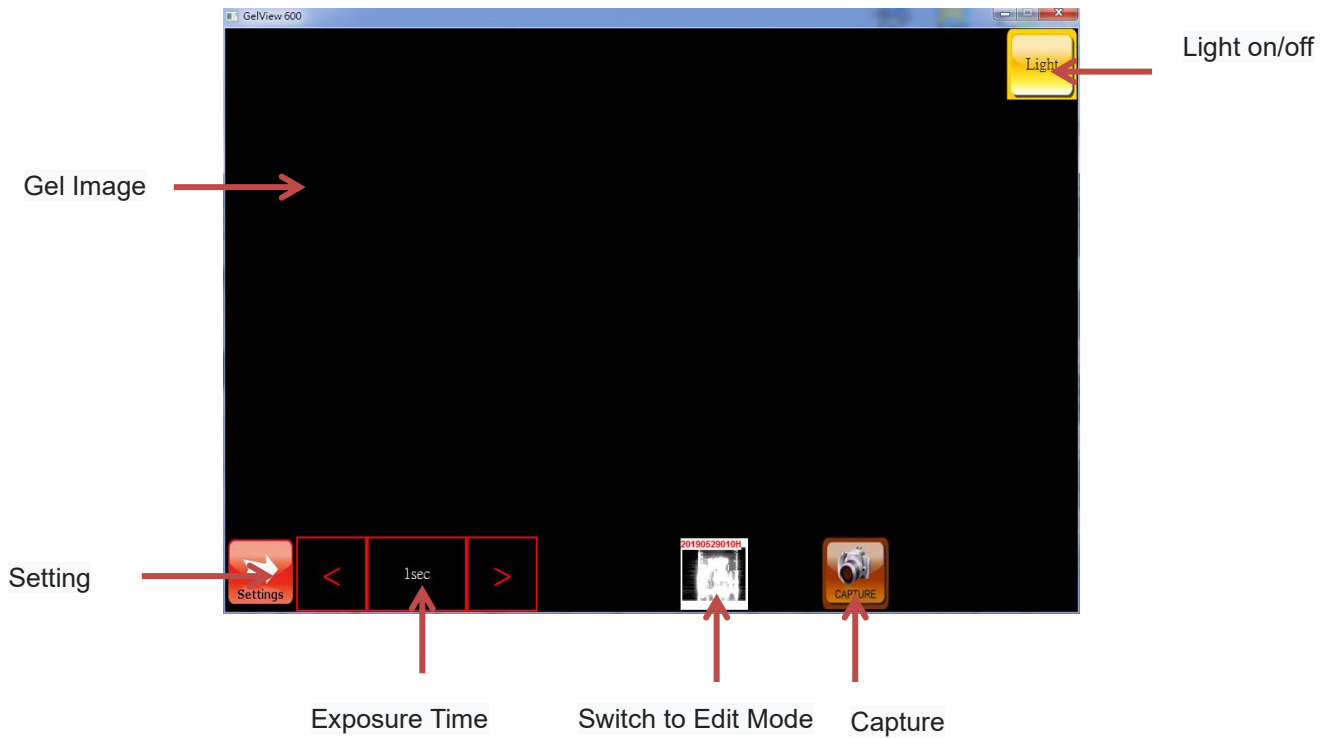 GelView 600
Light on/off
Light
Gel Image
20190529010H_
1sec
<
>
Settings
CAPTURE
Setting
Exposure Time
Switch to Edit Mode
Capture